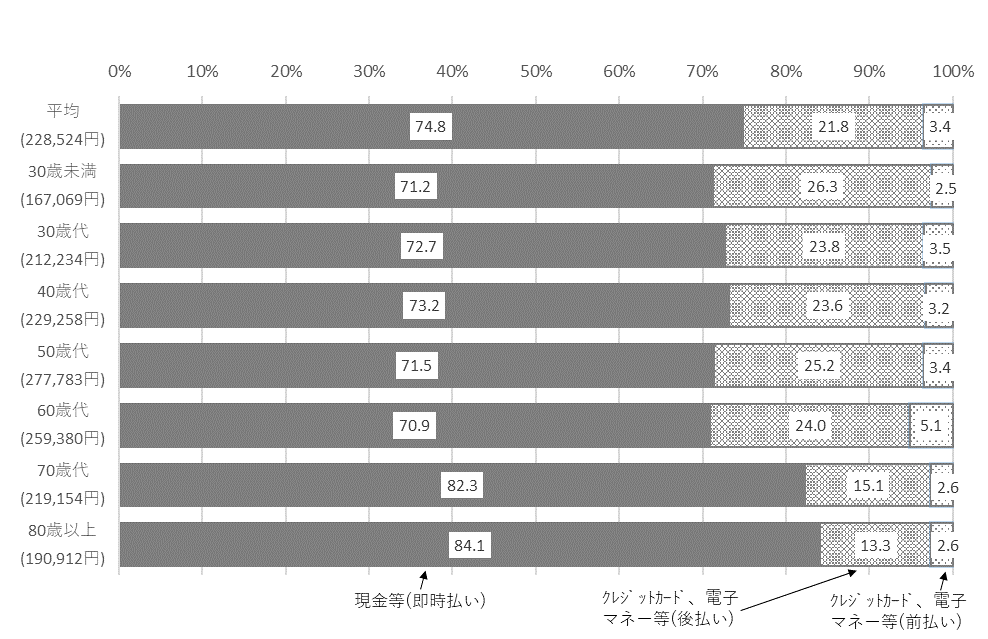 0% 10% 20% 30% 40% 50% 60% 70% 80% 90% 100%
平均
(228,524円)
74.8 21.8 3.4
30歳未満
(167,069円)
71.2 26.3 2.5
30歳代
(212,234円)
72.7 23.8 3.5
40歳代
(229,258円)
73.2 23.6 3.2
50歳代
(277,783円)
71.5 25.2 3.4
60歳代
(259,380円)
70.9 24.0 5.1
70歳代
(219,154円)
82.3 15.1 2.6
80歳以上
(190,912円)
84.1 13.3 2.6
現金等(即時払い)
ｸﾚｼﾞｯﾄｶｰﾄﾞ、電子
マネー等(後払い)
ｸﾚｼﾞｯﾄｶｰﾄﾞ、電子
マネー等(前払い)